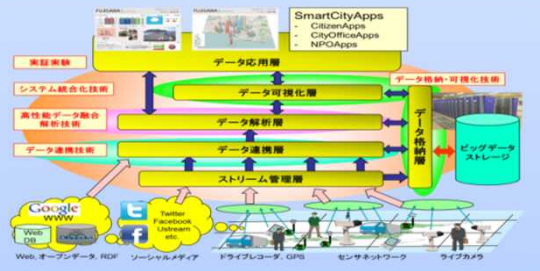 FUJISAWA
FUJISAWA
SmartCityApps
- CitizenApps
- CityOfficeApps
- NPOApps
実証実験
データ応用層
データ格納・可視化技術
システム統合化技術
データ可視化層
高性能データ融合
解析技術
データ解析層
データ格納層
データ連携技術
データ連携層
ビッグデータ
ストレージ
ストリーム管理層
Google
WWW
Web
DB
Twitter
Facebook
Ustream
etc.
Web, オープンデータ, RDF
ソーシャルメディア
ドライブレコーダ, GPS
センサネットワーク
ライブカメラ